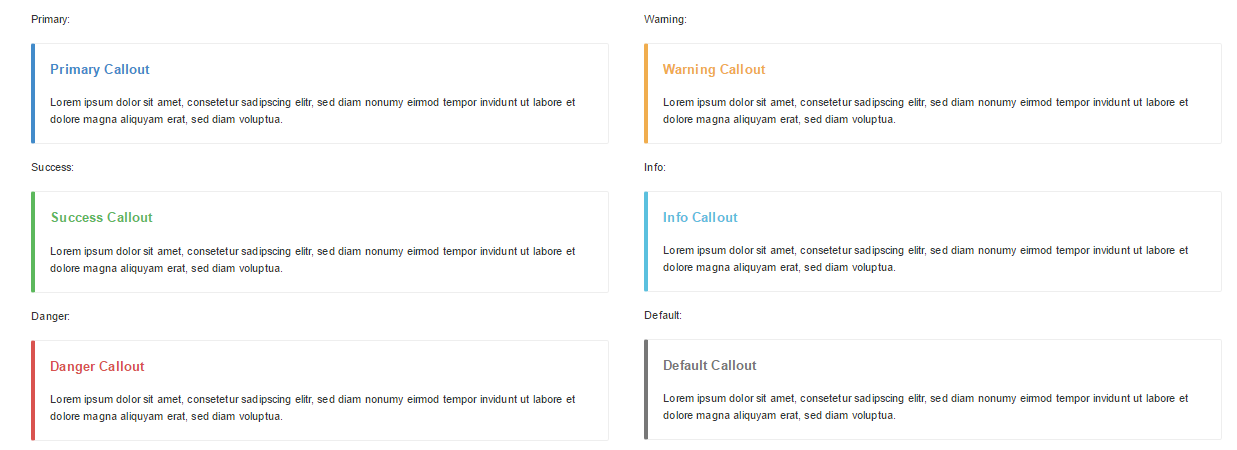 Primary:
Primary Callout
Lorem ipsum dolor sit amet, consetetur sadipscing elitr, sed diam nonumy eirmod tempor invidunt ut labore et
dolore magna aliquyam erat, sed diam voluptua.
Success:
Success Callout
Lorem ipsum dolor sit amet, consetetur sadipscing elitr, sed diam nonumy eirmod tempor invidunt ut labore et
dolore magna aliquyam erat, sed diam voluptua.
Danger:
Danger Callout
Lorem ipsum dolor sit amet, consetetur sadipscing elitr, sed diam nonumy eirmod tempor invidunt ut labore et
dolore magna aliquyam erat, sed diam voluptua.
Warning:
Warning Callout
Lorem ipsum dolor sit amet, consetetur sadipscing elitr, sed diam nonumy eirmod tempor invidunt ut labore et
dolore magna aliquyam erat, sed diam voluptua.
Info:
Info Callout
Lorem ipsum dolor sit amet, consetetur sadipscing elitr, sed diam nonumy eirmod tempor invidunt ut labore et
dolore magna aliquyam erat, sed diam voluptua.
Default:
Default Callout
Lorem ipsum dolor sit amet, consetetur sadipscing elitr, sed diam nonumy eirmod tempor invidunt ut labore et
dolore magna aliquyam erat, sed diam voluptua.